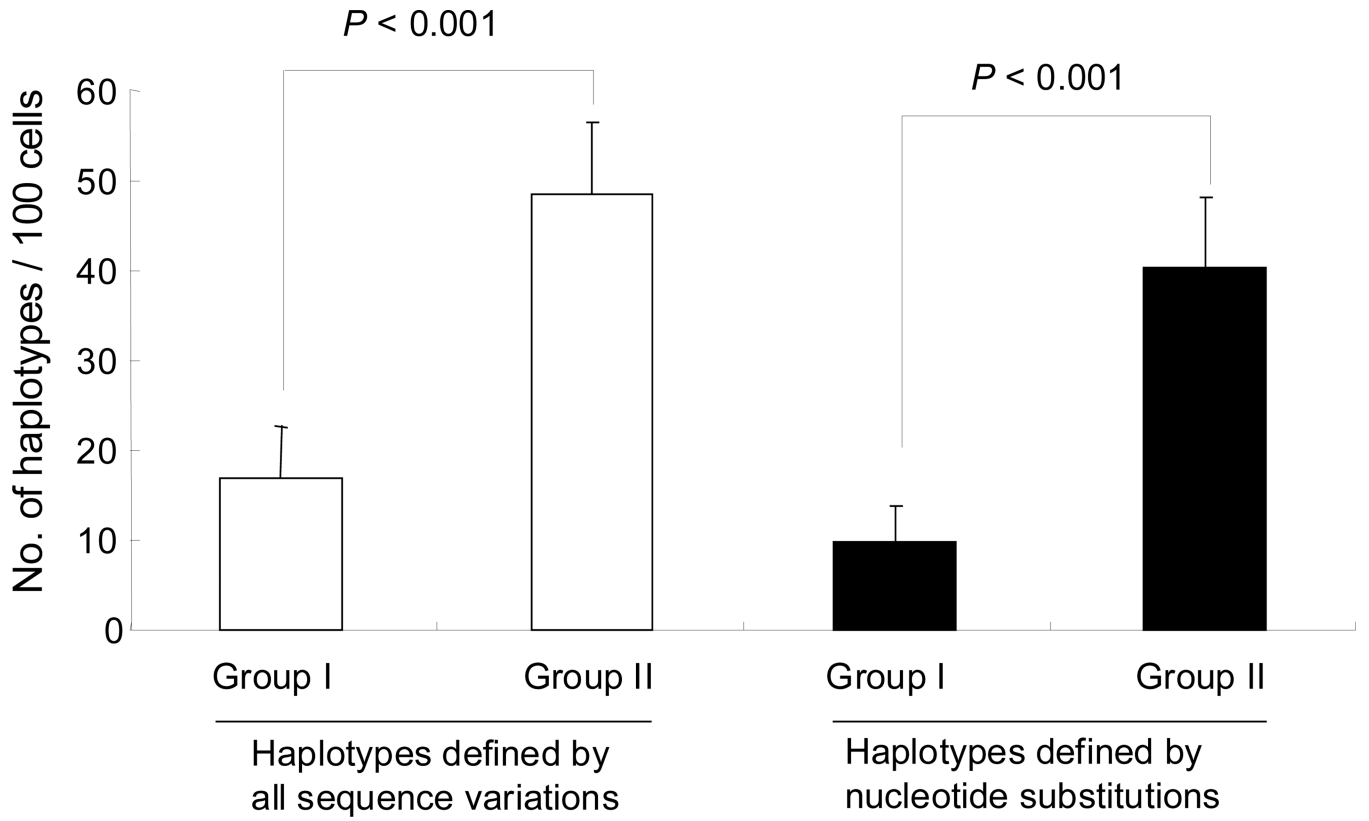 P < 0.001
P < 0.001
No. of haplotypes / 100 cells
60
50
40
30
20
10
0
Group I
Group II
Group I
Group II
Haplotypes defined by
all sequence variations
Haplotypes defined by
nucleotide substitutions